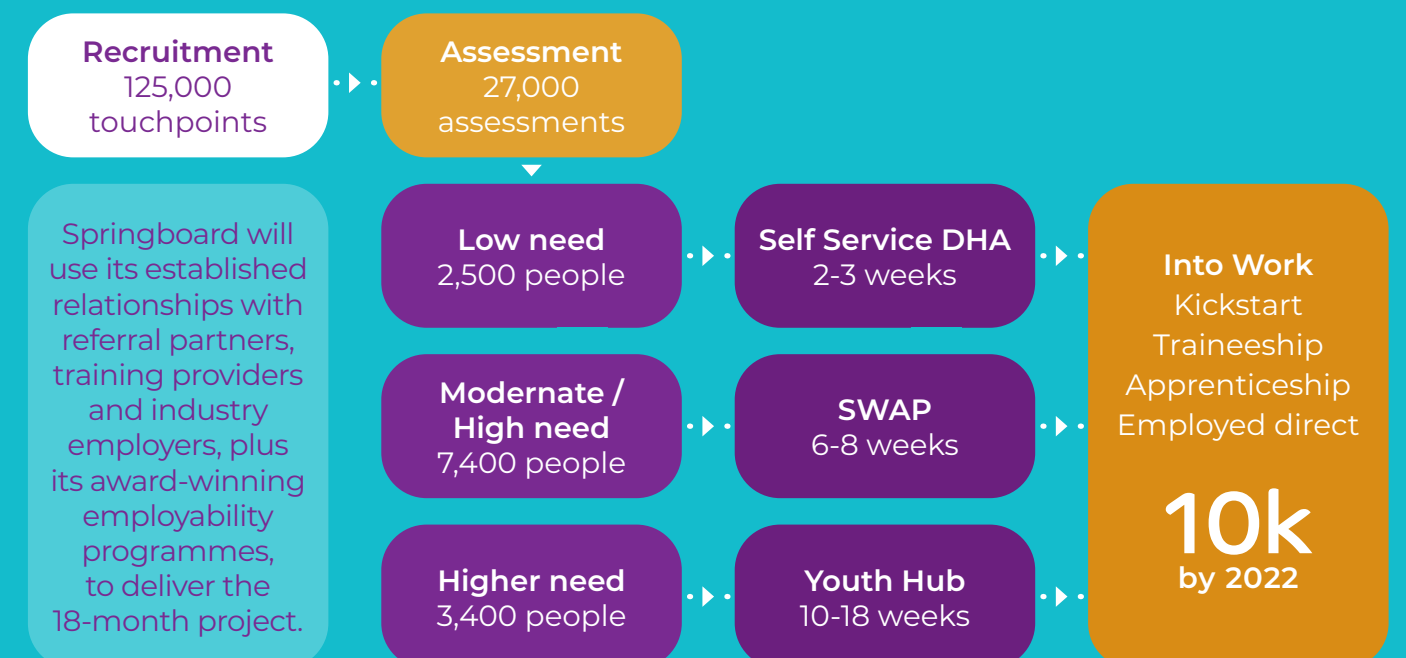 Recruitment
125,000
touchpoints
Assessment
27,000
assessments
Springboard will
use its established
relationships with
referral partners,
training providers
and industry
employers, plus
its award-winning
employability
programmes,
to deliver the
18-month project.
Low need
2,500 people
Self Service DHA
2-3 weeks
Modernate /
High need
7,400 people
SWAP
6-8 weeks
Higher need
3,400 people
Youth Hub
10-18 weeks
Into Work
Kickstart
Traineeship
Apprenticeship
Employed direct
10k
by 2022